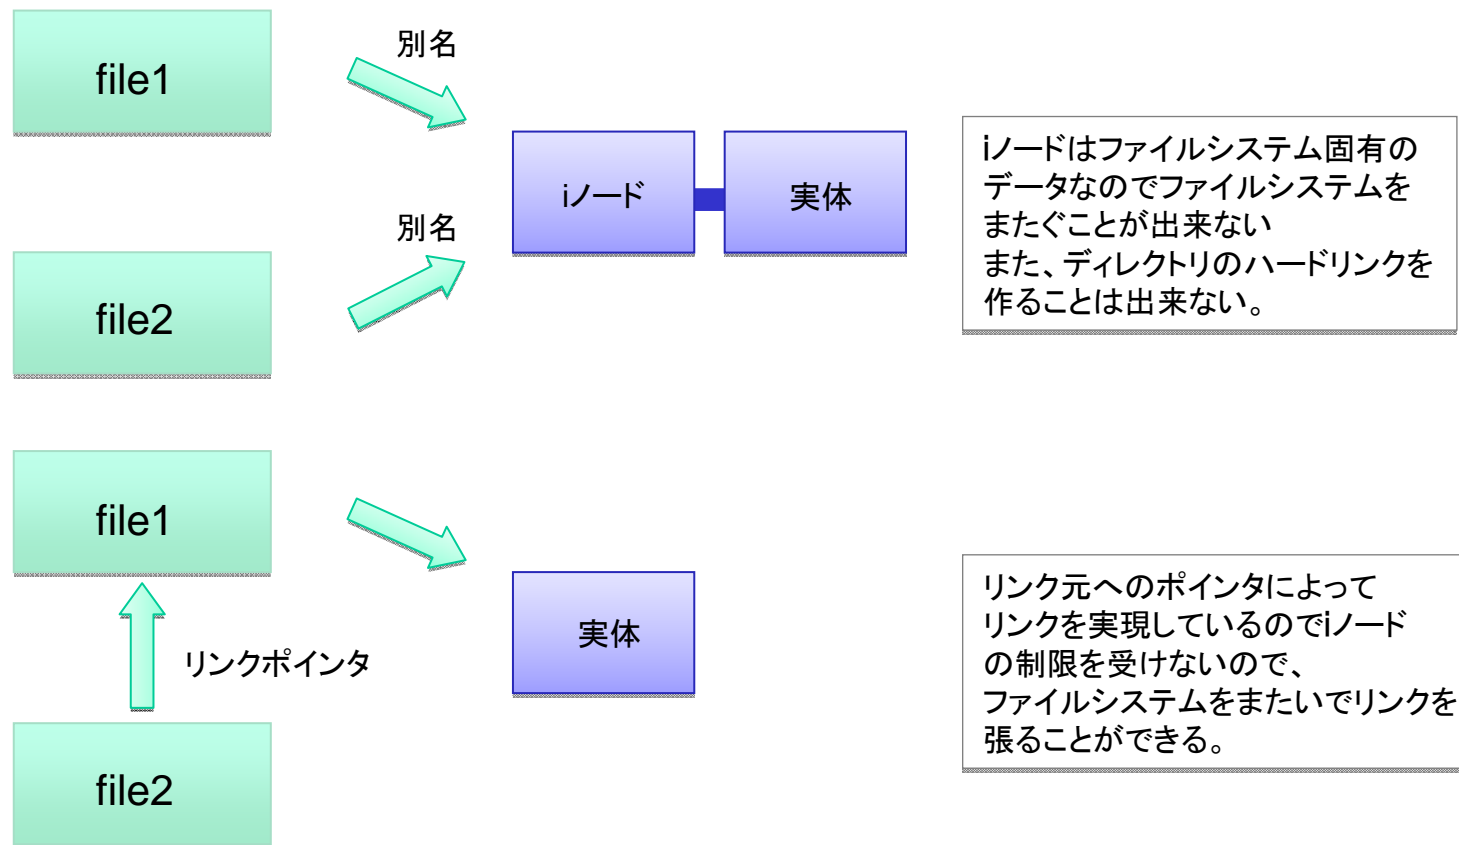 file1
別名
iノード
実体
別名
file2
iノードはファイルシステム固有の
データなのでファイルシステムを
またぐことが出来ない
また、ディレクトリのハードリンクを
作ることは出来ない。
file1
実体
リンクポインタ
file2
リンク元へのポインタによって
リンクを実現しているのでiノード
の制限を受けないので、
ファイルシステムをまたいでリンクを
張ることができる。